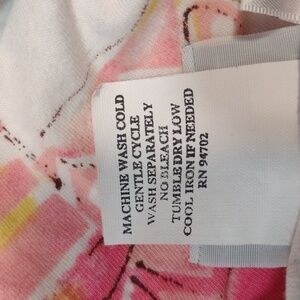 MACHINE WASH COLD
GENTLE CYCLE
WASH SEPARATELY
NO BLEACH
TUMBLE DRY LOW
COOL IRON IF NEEDED
RN 94702